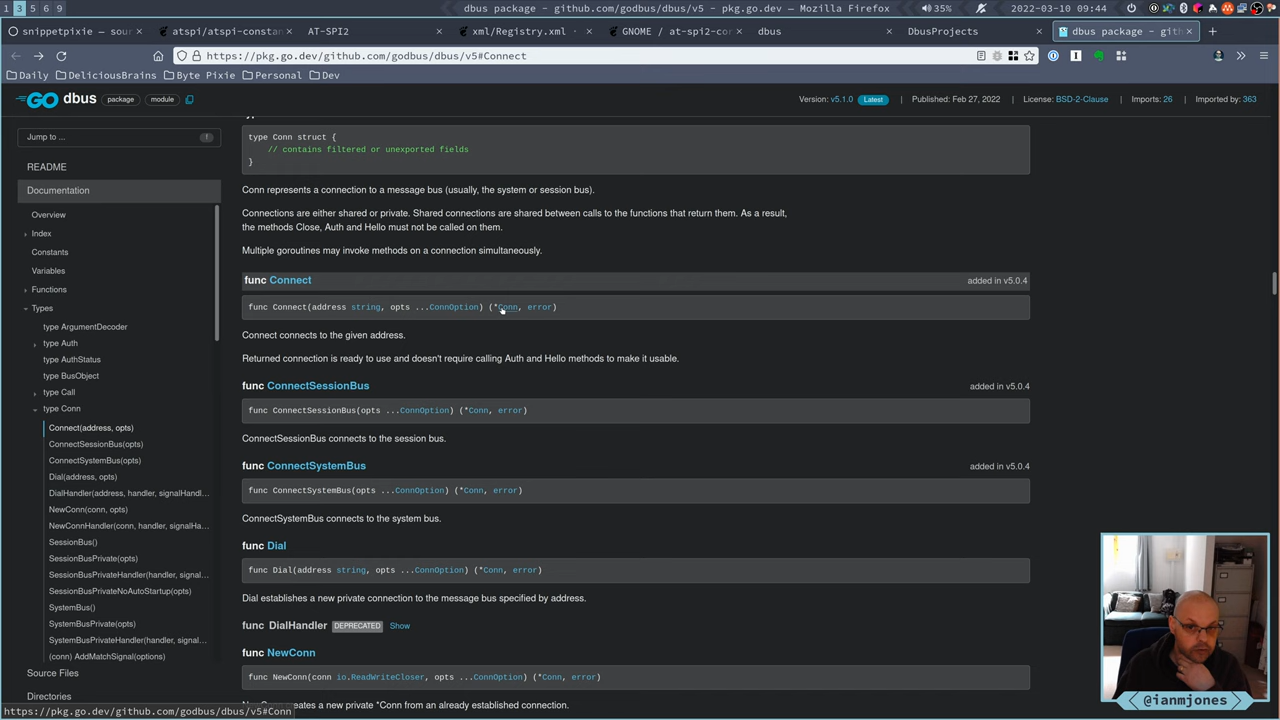 1 3 5 6 9
dbus package - github.com/godbus/dbus/v5 - pkg.go.dev — Mozilla Firefox
35%
2022-03-10 09:44
snippetpixie — sour
atspi/atspi-constan
AT-SPI2
xml/Registry.xml ·
GNOME / at-spi2-cor
dbus
DbusProjects
dbus package - gith
https://pkg.go.dev/github.com/godbus/dbus/v5#Connect
Daily
DeliciousBrains
Byte Pixie
Personal
Dev
GO dbus
package
module
Version: v5.1.0 Latest
Published: Feb 27, 2022
License: BSD-2-Clause
Imports: 26
Imported by: 363
Jump to ...
f
README
Documentation
Overview
Index
Constants
Variables
Functions
Types
type ArgumentDecoder
type Auth
type AuthStatus
type BusObject
type Call
type Conn
Connect(address, opts)
ConnectSessionBus(opts)
ConnectSystemBus(opts)
Dial(address, opts)
DialHandler(address, handler, signalHandl...
NewConn(conn, opts)
NewConnHandler(conn, handler, signalHa...
SessionBus()
SessionBusPrivate(opts)
SessionBusPrivateHandler(handler, signal...
SessionBusPrivateNoAutoStartup(opts)
SystemBus()
SystemBusPrivate(opts)
SystemBusPrivateHandler(handler, signal...
(conn) AddMatchSignal(options)
Source Files
Directories
type Conn struct {
// contains filtered or unexported fields
}
Conn represents a connection to a message bus (usually, the system or session bus).
Connections are either shared or private. Shared connections are shared between calls to the functions that return them. As a result,
the methods Close, Auth and Hello must not be called on them.
Multiple goroutines may invoke methods on a connection simultaneously.
func Connect
added in v5.0.4
func Connect(address string, opts ...ConnOption) (*Conn, error)
Connect connects to the given address.
Returned connection is ready to use and doesn't require calling Auth and Hello methods to make it usable.
func ConnectSessionBus
added in v5.0.4
func ConnectSessionBus(opts ...ConnOption) (*Conn, error)
ConnectSessionBus connects to the session bus.
func ConnectSystemBus
added in v5.0.4
func ConnectSystemBus(opts ...ConnOption) (*Conn, error)
ConnectSystemBus connects to the system bus.
func Dial
func Dial(address string, opts ...ConnOption) (*Conn, error)
Dial establishes a new private connection to the message bus specified by address.
func DialHandler DEPRECATED Show
func NewConn
func NewConn(conn io.ReadWriteCloser, opts ...ConnOption) (*Conn, error)
creates a new private *Conn from an already established connection.
https://pkg.go.dev/github.com/godbus/dbus/v5#Conn
@ianmjones